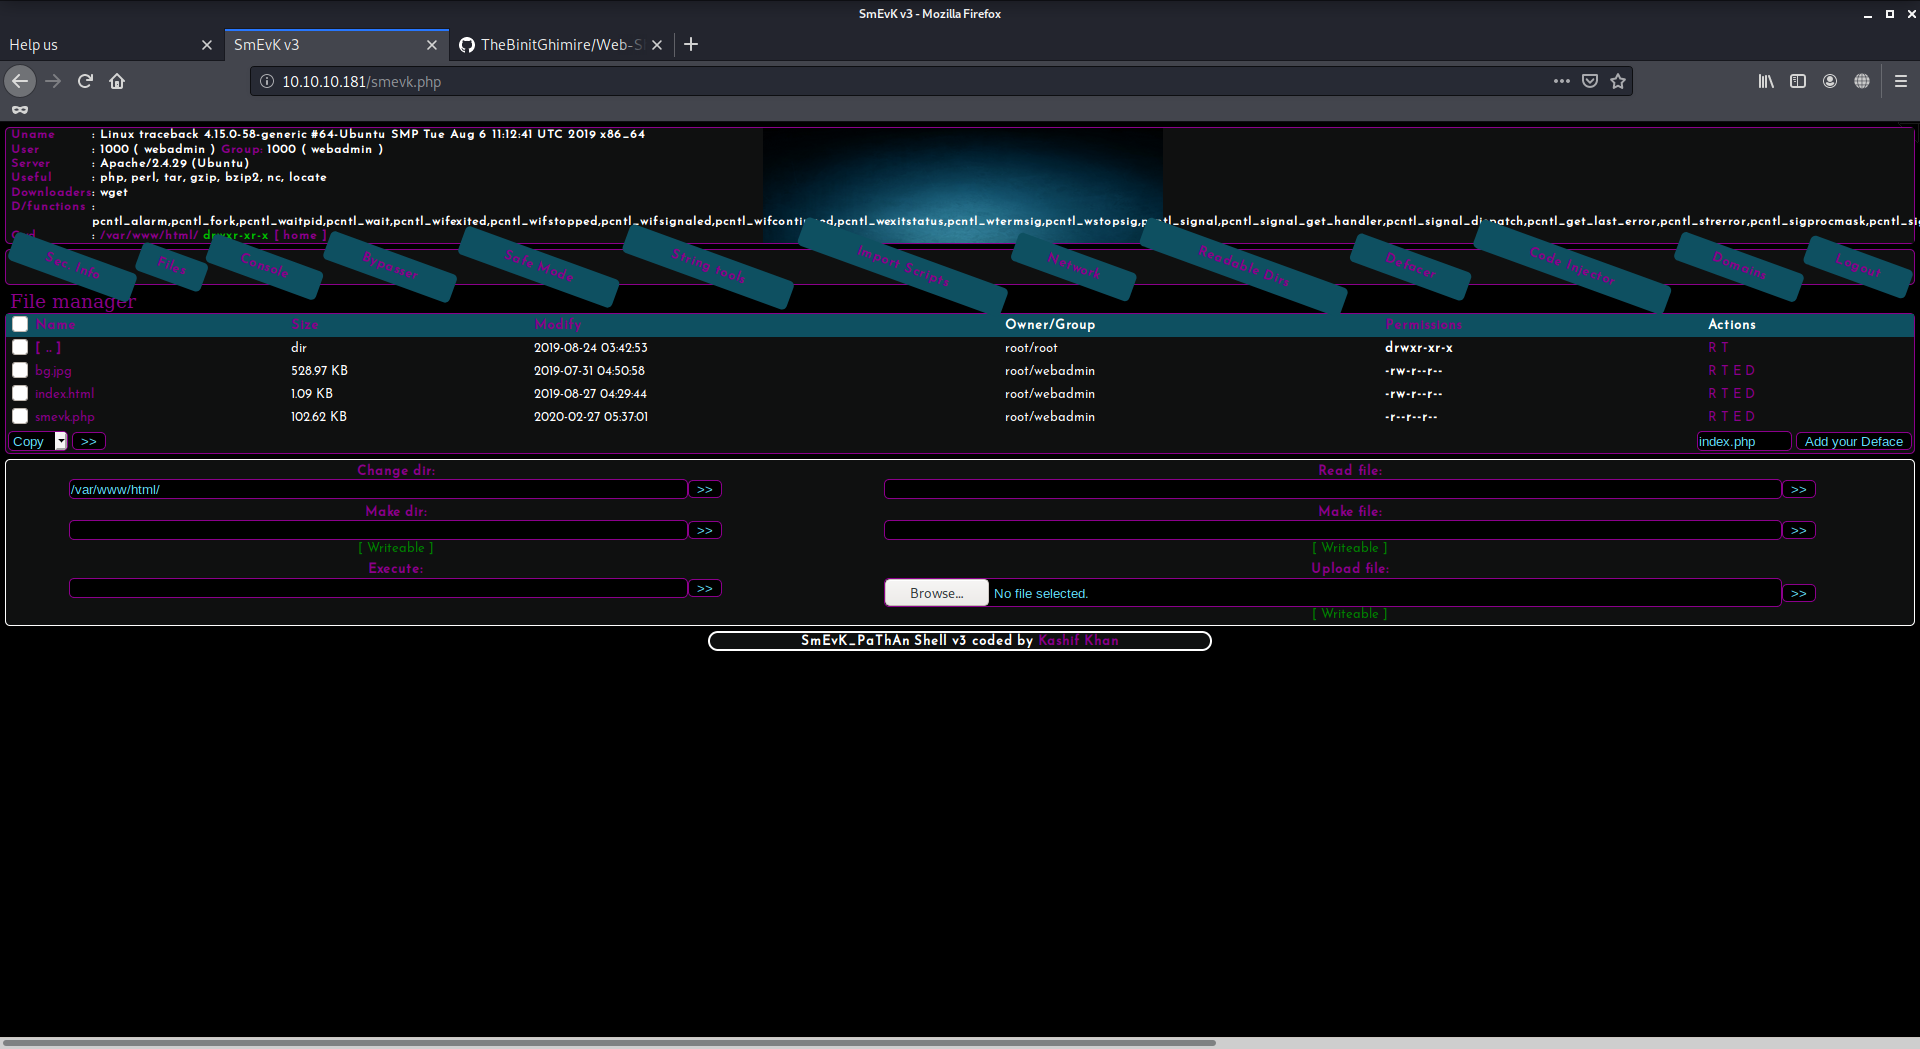 SmEvK v3 - Mozilla Firefox
Help us
SmEvK v3
TheBinitGhimire/Web-S
10.10.10.181/smevk.php
Uname : Linux traceback 4.15.0-58-generic #64-Ubuntu SMP Tue Aug 6 11:12:41 UTC 2019 x86_64
User : 1000 ( webadmin ) Group: 1000 ( webadmin )
Server : Apache/2.4.29 (Ubuntu)
Useful : php, perl, tar, gzip, bzip2, nc, locate
Downloaders : wget
D/functions :
pcntl_alarm,pcntl_fork,pcntl_waitpid,pcntl_wait,pcntl_wifexited,pcntl_wifstopped,pcntl_wifsignaled,pcntl_wifcontinued,pcntl_wexitstatus,pcntl_wtermsig,pcntl_wstopsig,pcntl_signal,pcntl_signal_get_handler,pcntl_signal_dispatch,pcntl_get_last_error,pcntl_strerror,pcntl_sigprocmask,pcntl_sig
Cwd : /var/www/html/ drwxr-xr-x [ home ]
Sec. Info Files Console Bypasser Safe Mode String tools Import Scripts Network Readable Dirs Defacer Code Injector Domains Logout
File manager
Name Size Modify Owner/Group Permissions Actions
[ .. ] dir 2019-08-24 03:42:53 root/root drwxr-xr-x R T
bg.jpg 528.97 KB 2019-07-31 04:50:58 root/webadmin -rw-r--r-- R T E D
index.html 1.09 KB 2019-08-27 04:29:44 root/webadmin -rw-r--r-- R T E D
smevk.php 102.62 KB 2020-02-27 05:37:01 root/webadmin -r--r--r-- R T E D
Copy >> index.php Add your Deface
Change dir: Read file:
/var/www/html/ >> >>
Make dir: Make file:
>> >>
[ Writeable ] [ Writeable ]
Execute: Upload file:
>> Browse... No file selected. >>
[ Writeable ]
SmEvK_PaThAn Shell v3 coded by Kashif Khan